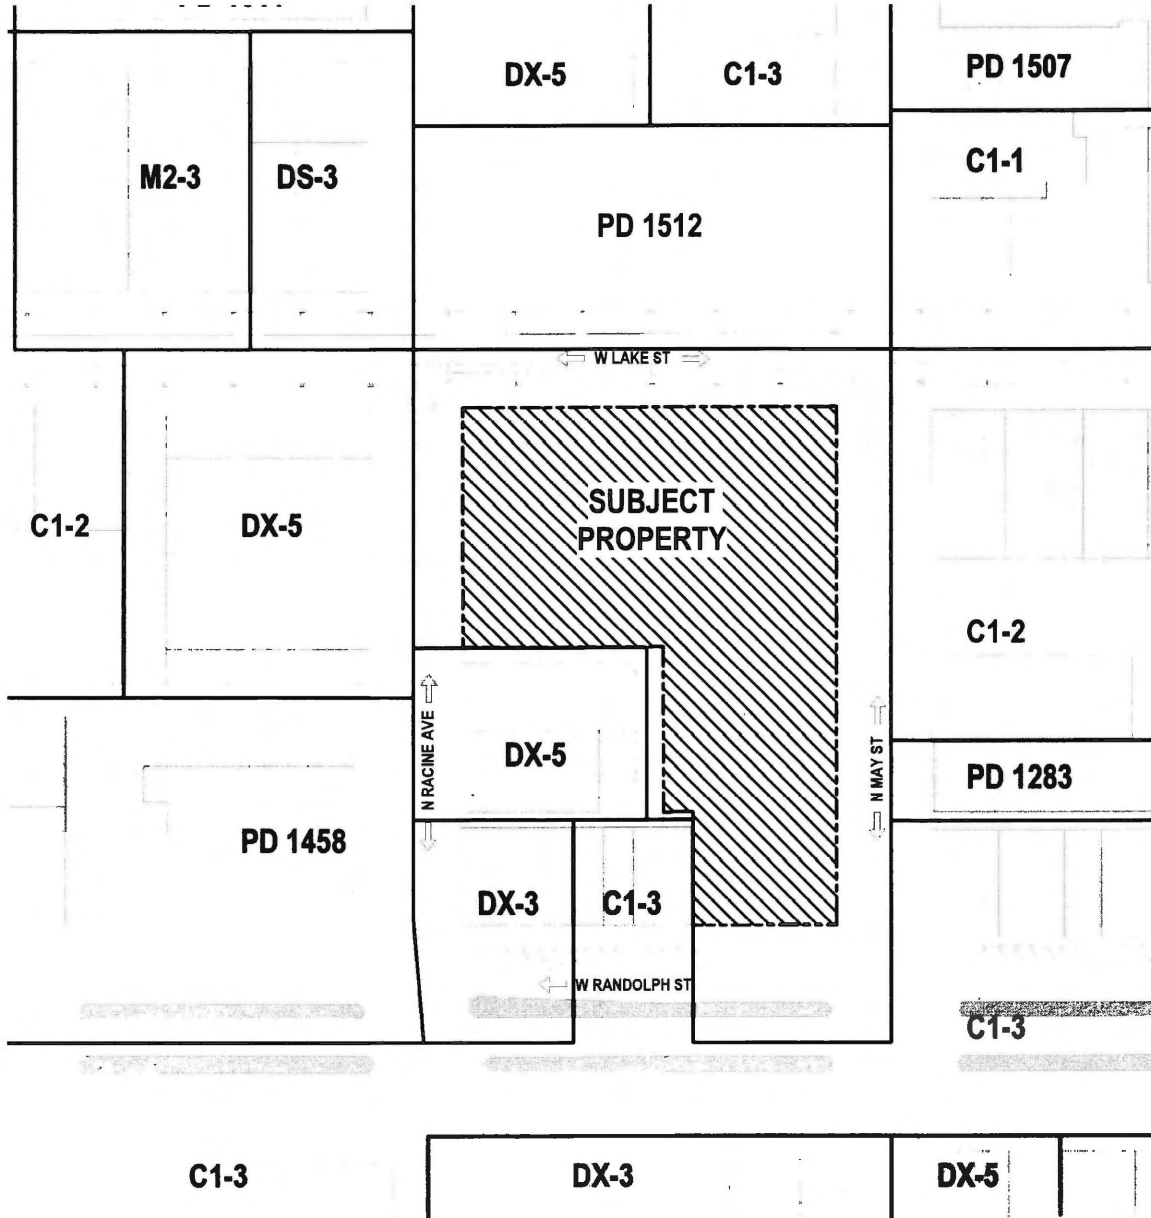 DX-5
C1-3
PD 1507
M2-3
DS-3
PD 1512
C1-1
W LAKE ST
C1-2
DX-5
SUBJECT
PROPERTY
C1-2
N RACINE AVE
DX-5
N MAY ST
PD 1283
PD 1458
DX-3
C1-3
W RANDOLPH ST
C1-3
C1-3
DX-3
DX-5